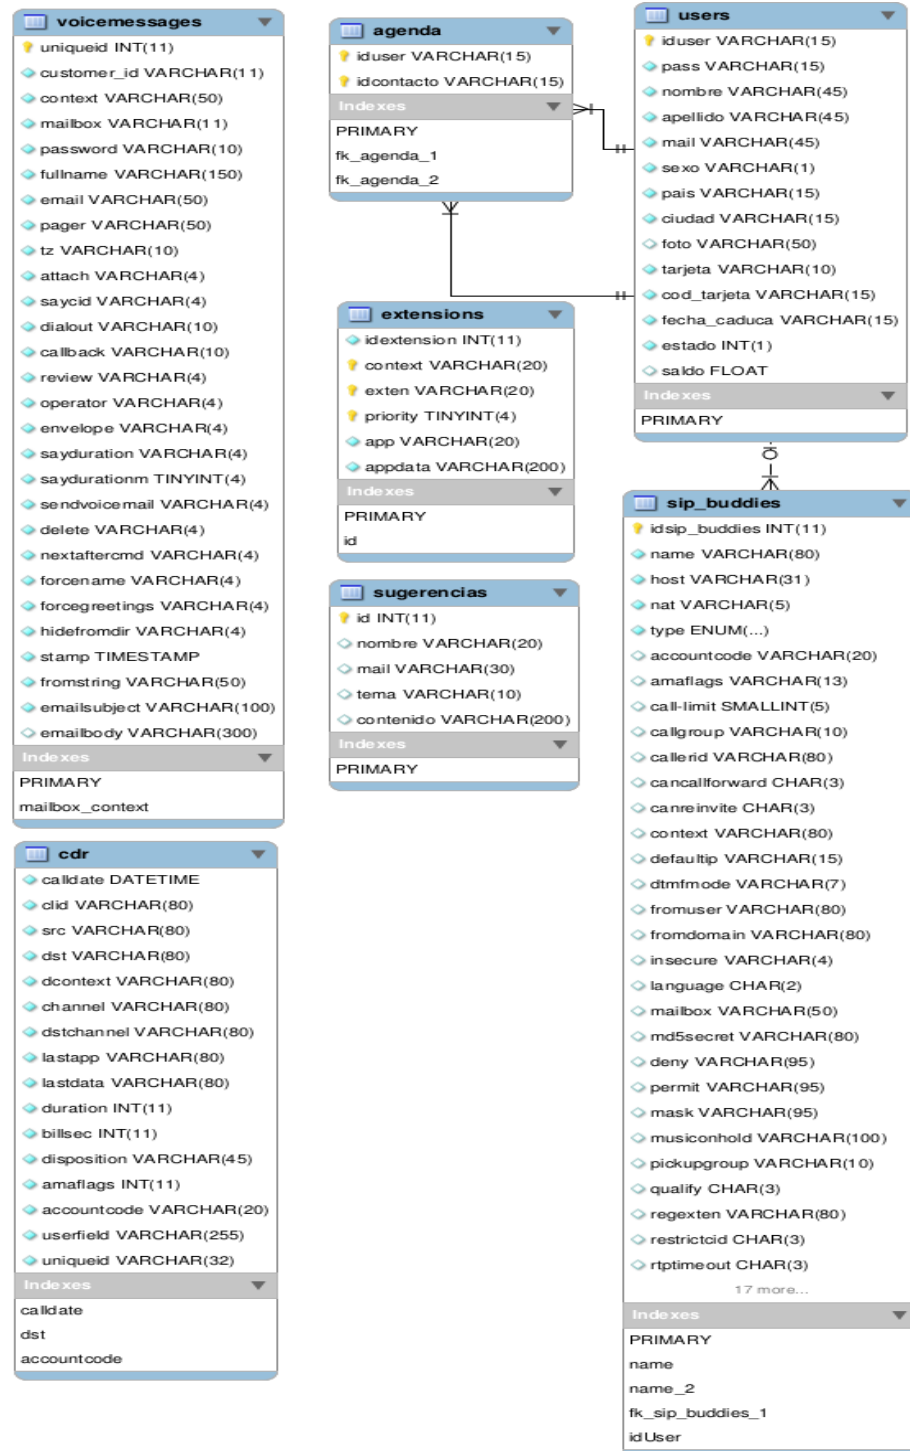 voicemessages
uniqueid INT(11)
customer_id VARCHAR(11)
context VARCHAR(50)
mailbox VARCHAR(11)
password VARCHAR(10)
fullname VARCHAR(150)
email VARCHAR(50)
pager VARCHAR(50)
tz VARCHAR(10)
attach VARCHAR(4)
saycid VARCHAR(4)
dialout VARCHAR(10)
callback VARCHAR(10)
review VARCHAR(4)
operator VARCHAR(4)
envelope VARCHAR(4)
sayduration VARCHAR(4)
saydurationm TINYINT(4)
sendvoicemail VARCHAR(4)
delete VARCHAR(4)
nextaftercmd VARCHAR(4)
forcename VARCHAR(4)
forcegreetings VARCHAR(4)
hidefromdir VARCHAR(4)
stamp TIMESTAMP
fromstring VARCHAR(50)
emailsubject VARCHAR(100)
emailbody VARCHAR(300)
Indexes
PRIMARY
mailbox_context
cdr
calldate DATETIME
clid VARCHAR(80)
src VARCHAR(80)
dst VARCHAR(80)
dcontext VARCHAR(80)
channel VARCHAR(80)
dstchannel VARCHAR(80)
lastapp VARCHAR(80)
lastdata VARCHAR(80)
duration INT(11)
billsec INT(11)
disposition VARCHAR(45)
amaflags INT(11)
accountcode VARCHAR(20)
userfield VARCHAR(255)
uniqueid VARCHAR(32)
Indexes
calldate
dst
accountcode
agenda
iduser VARCHAR(15)
idcontacto VARCHAR(15)
Indexes
PRIMARY
fk_agenda_1
fk_agenda_2
extensions
idextension INT(11)
context VARCHAR(20)
exten VARCHAR(20)
priority TINYINT(4)
app VARCHAR(20)
appdata VARCHAR(200)
Indexes
PRIMARY
id
sugerencias
id INT(11)
nombre VARCHAR(20)
mail VARCHAR(30)
tema VARCHAR(10)
contenido VARCHAR(200)
Indexes
PRIMARY
users
iduser VARCHAR(15)
pass VARCHAR(15)
nombre VARCHAR(45)
apellido VARCHAR(45)
mail VARCHAR(45)
sexo VARCHAR(1)
pais VARCHAR(15)
ciudad VARCHAR(15)
foto VARCHAR(50)
tarjeta VARCHAR(10)
cod_tarjeta VARCHAR(15)
fecha_caduca VARCHAR(15)
estado INT(1)
saldo FLOAT
Indexes
PRIMARY
sip_buddies
idsip_buddies INT(11)
name VARCHAR(80)
host VARCHAR(31)
nat VARCHAR(5)
type ENUM(...)
accountcode VARCHAR(20)
amaflags VARCHAR(13)
call-limit SMALLINT(5)
callgroup VARCHAR(10)
callerid VARCHAR(80)
cancallforward CHAR(3)
canreinvite CHAR(3)
context VARCHAR(80)
defaultip VARCHAR(15)
dtmfmode VARCHAR(7)
fromuser VARCHAR(80)
fromdomain VARCHAR(80)
insecure VARCHAR(4)
language CHAR(2)
mailbox VARCHAR(50)
md5secret VARCHAR(80)
deny VARCHAR(95)
permit VARCHAR(95)
mask VARCHAR(95)
musiconhold VARCHAR(100)
pickupgroup VARCHAR(10)
qualify CHAR(3)
regexten VARCHAR(80)
restrictcid CHAR(3)
rtptimeout CHAR(3)
17 more...
Indexes
PRIMARY
name
name_2
fk_sip_buddies_1
idUser